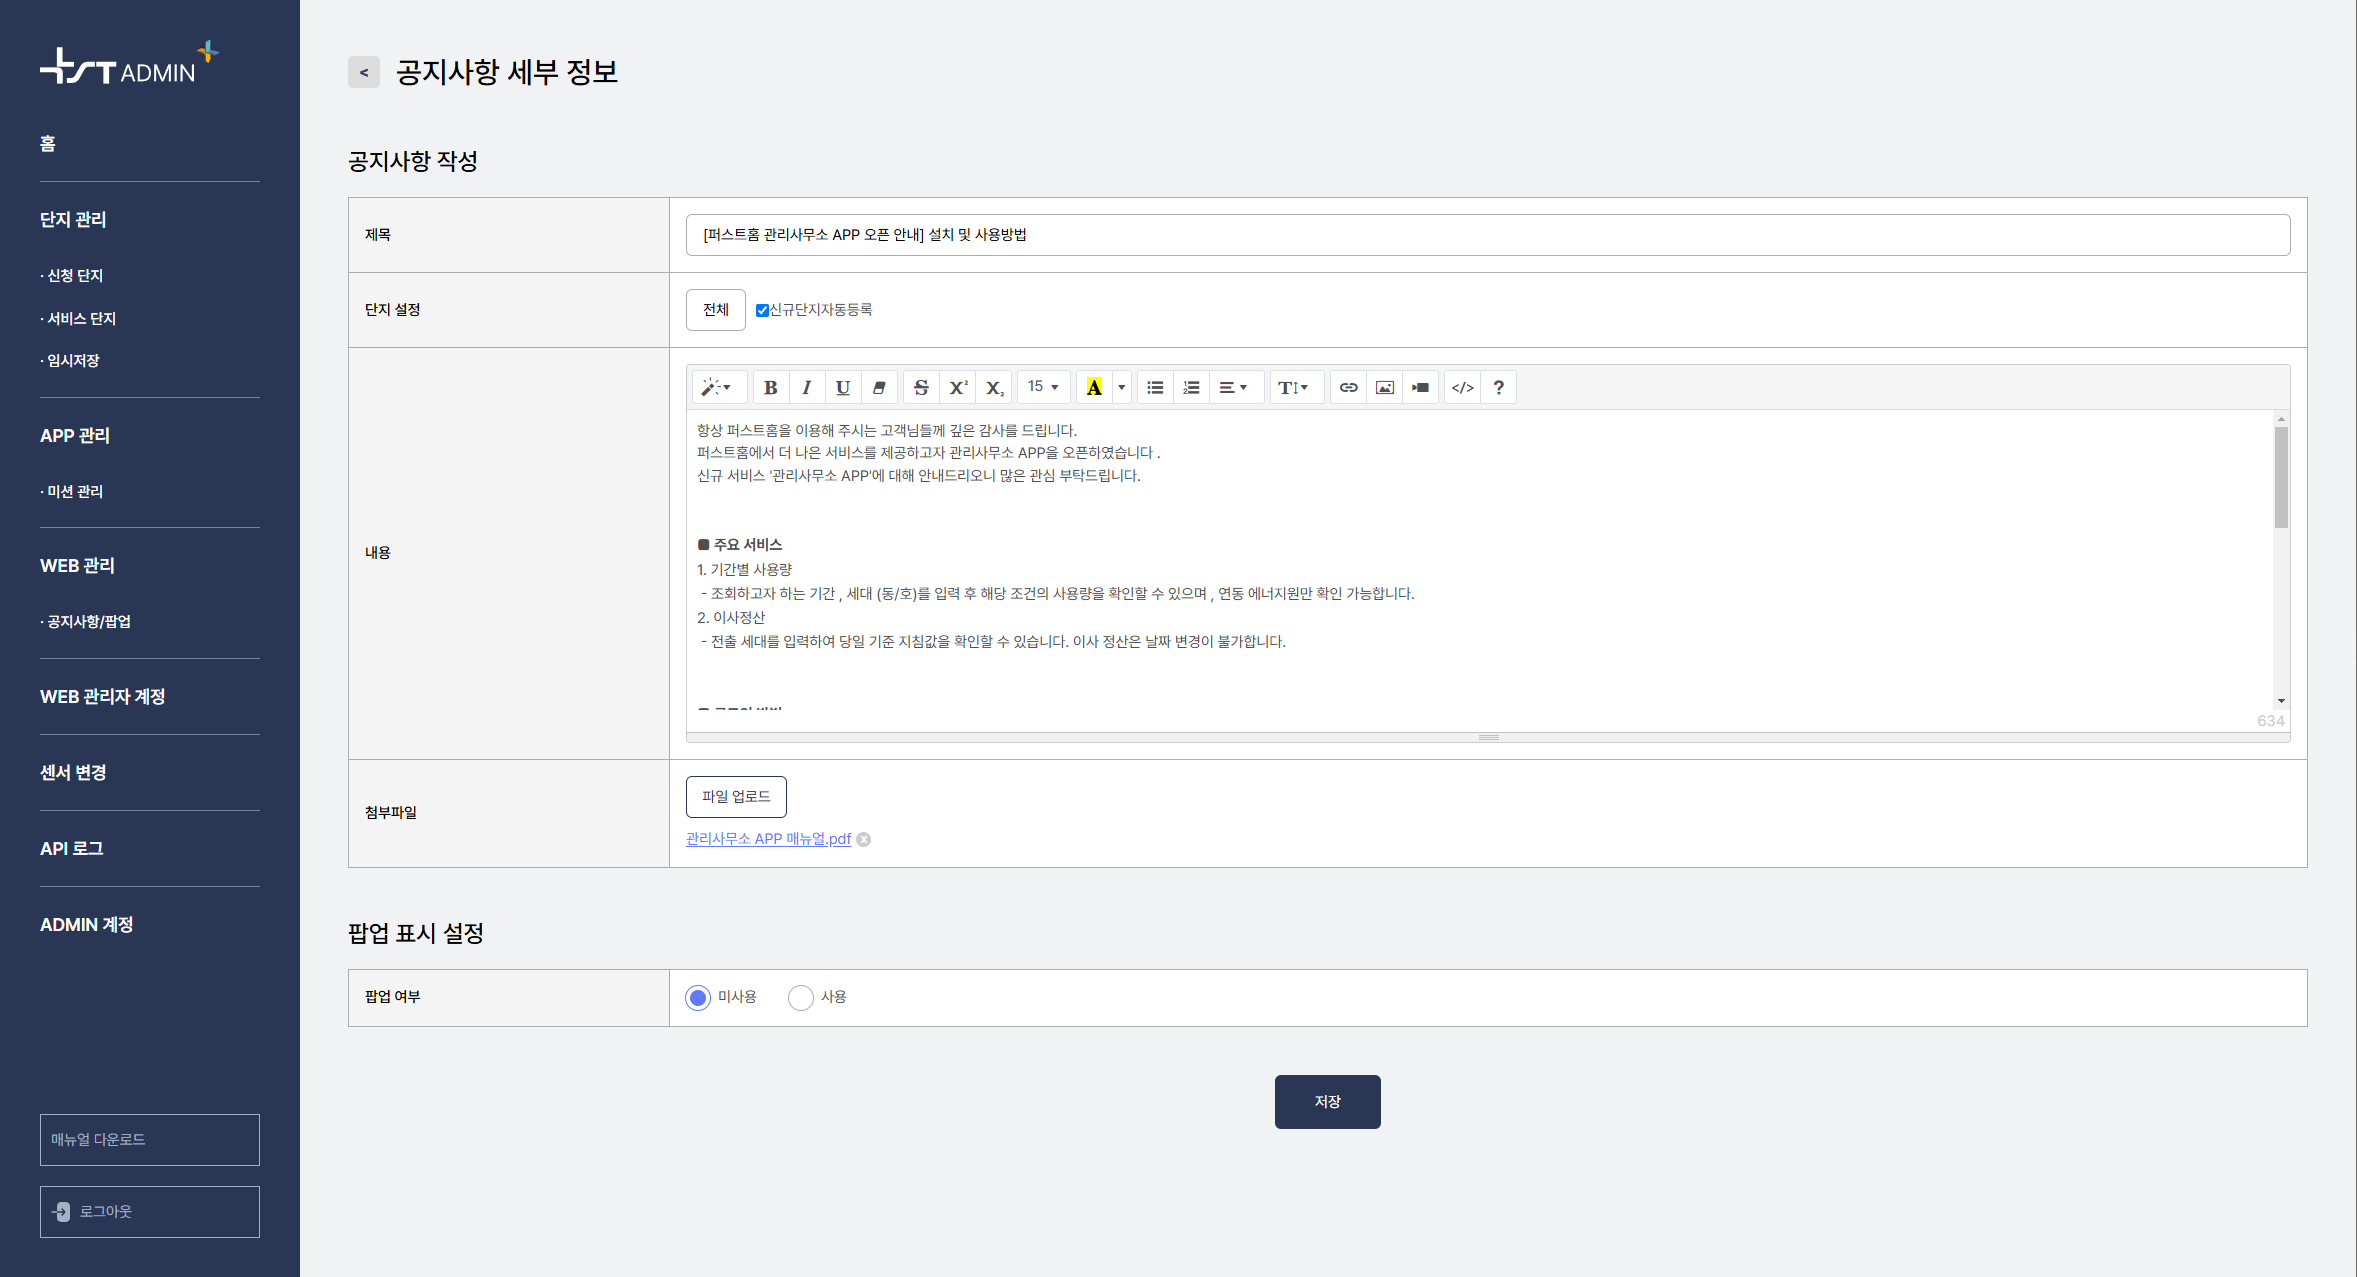 TST ADMIN
홈
단지 관리
· 신청 단지
· 서비스 단지
· 임시저장
APP 관리
· 미션 관리
WEB 관리
· 공지사항/팝업
WEB 관리자 계정
센서 변경
API 로그
ADMIN 계정
매뉴얼 다운로드
로그아웃
< 공지사항 세부 정보
공지사항 작성
제목
[퍼스트홈 관리사무소 APP 오픈 안내] 설치 및 사용방법
단지 설정
전체 신규단지자동등록
내용
B I U S X² X₂ 15 A T </> ?
항상 퍼스트홈을 이용해 주시는 고객님들께 깊은 감사를 드립니다.
퍼스트홈에서 더 나은 서비스를 제공하고자 관리사무소 APP을 오픈하였습니다 .
신규 서비스 '관리사무소 APP'에 대해 안내드리오니 많은 관심 부탁드립니다.
■ 주요 서비스
1. 기간별 사용량
- 조회하고자 하는 기간 , 세대 (동/호)를 입력 후 해당 조건의 사용량을 확인할 수 있으며 , 연동 에너지원만 확인 가능합니다.
2. 이사정산
- 전출 세대를 입력하여 당일 기준 지침값을 확인할 수 있습니다. 이사 정산은 날짜 변경이 불가합니다.
634
첨부파일
파일 업로드
관리사무소 APP 매뉴얼.pdf
팝업 표시 설정
팝업 여부
미사용 사용
저장